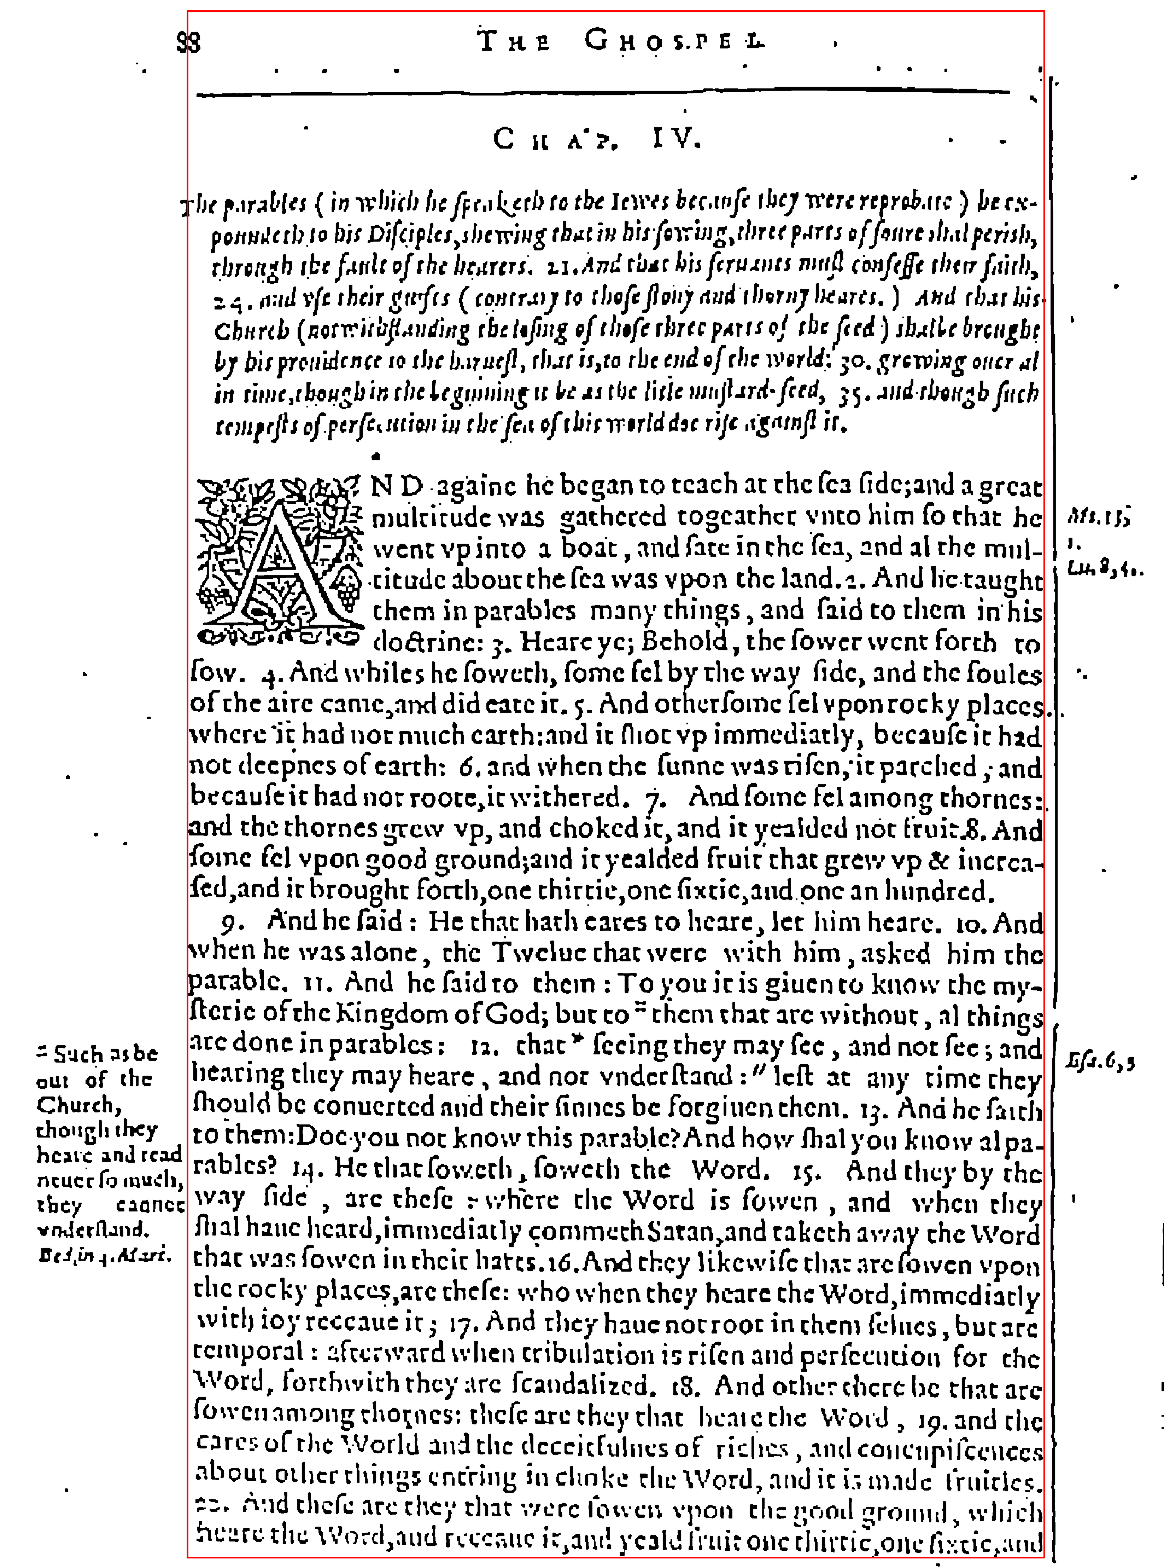 88 THE GHOSPEL
CHAP. IV.
The parables (in which he ſpeaketh to the Iewes becauſe they were reprobate) he ex-
poundeth to his Diſciples, shewing that in his ſowing, three parts of foure shal perish,
through the fault of the hearers. 21. And that his ſeruants muſt confeſſe their faith,
24. and vſe their guifts (contrary to thoſe ſtony and thorny heares.) And that his
Church (notwithſtanding the loſing of thoſe three parts of the ſeed) shalbe brought
by his prouidence to the harueſt, that is, to the end of the world: 30. growing ouer al
in time, though in the beginning it be as the litle muſtard-ſeed, 35. and though ſuch
tempeſts of perſecution in the ſea of this world doe riſe againſt it.
AND againe he began to teach at the ſea ſide; and a great
multitude was gathered togeather vnto him ſo that he
went vp into a boat, and ſate in the ſea, and al the mul-
titude about the ſea was vpon the land. 2. And he taught
them in parables many things, and ſaid to them in his
doctrine: 3. Heare ye; Behold, the ſower went forth to
ſow. 4. And whiles he ſoweth, ſome fel by the way ſide, and the foules
of the aire came, and did eate it. 5. And otherſome fel vpon rocky places
where it had not much earth: and it ſhot vp immediatly, becauſe it had
not deepnes of earth: 6. and when the ſunne was riſen, it parched, and
becauſe it had not roote, it withered. 7. And ſome fel among thornes:
and the thornes grew vp, and choked it, and it yealded not fruit. 8. And
ſome fel vpon good ground; and it yealded fruit that grew vp & increa-
ſed, and it brought forth, one thirtie, one ſixtie, and one an hundred.
9. And he ſaid: He that hath eares to heare, let him heare. 10. And
when he was alone, the Twelue that were with him, asked him the
parable. 11. And he ſaid to them: To you it is giuen to know the my-
ſterie of the Kingdom of God; but to = them that are without, al things
are done in parables: 12. that * ſeeing they may ſee, and not ſee; and
hearing they may heare, and not vnderſtand: " leſt at any time they
ſhould be conuerted and their ſinnes be forgiuen them. 13. And he ſaith
to them: Doe you not know this parable? And how ſhal you know al pa-
rables? 14. He that ſoweth, ſoweth the Word. 15. And they by the
way ſide, are theſe: where the Word is ſowen, and when they
ſhal haue heard, immediatly commeth Satan, and taketh away the Word
that was ſowen in their harts. 16. And they likewiſe that are ſowen vpon
the rocky places, are theſe: who when they heare the Word, immediatly
with ioy receaue it; 17. And they haue not root in them ſelues, but are
temporal: afterward when tribulation is riſen and perſecution for the
Word, forthwith they are ſcandalized. 18. And other there be that are
ſowen among thornes: theſe are they that heare the Word, 19. and the
cares of the World and the deceitfulnes of riches, and concupiſcences
about other things entring in choke the Word, and it is made fruitles.
And theſe are they that were ſowen vpon the good ground, which
heare the Word, and receaue it, and yeald fruit one thirtie, one ſixtie, and
= Such as be
out of the
Church,
though they
heare and read
neuer ſo much,
they cannot
vnderſtand.
Bed. in 4. Marc.
Mt. 13,
1.
Lu. 8, 4.
Eſa. 6, 9